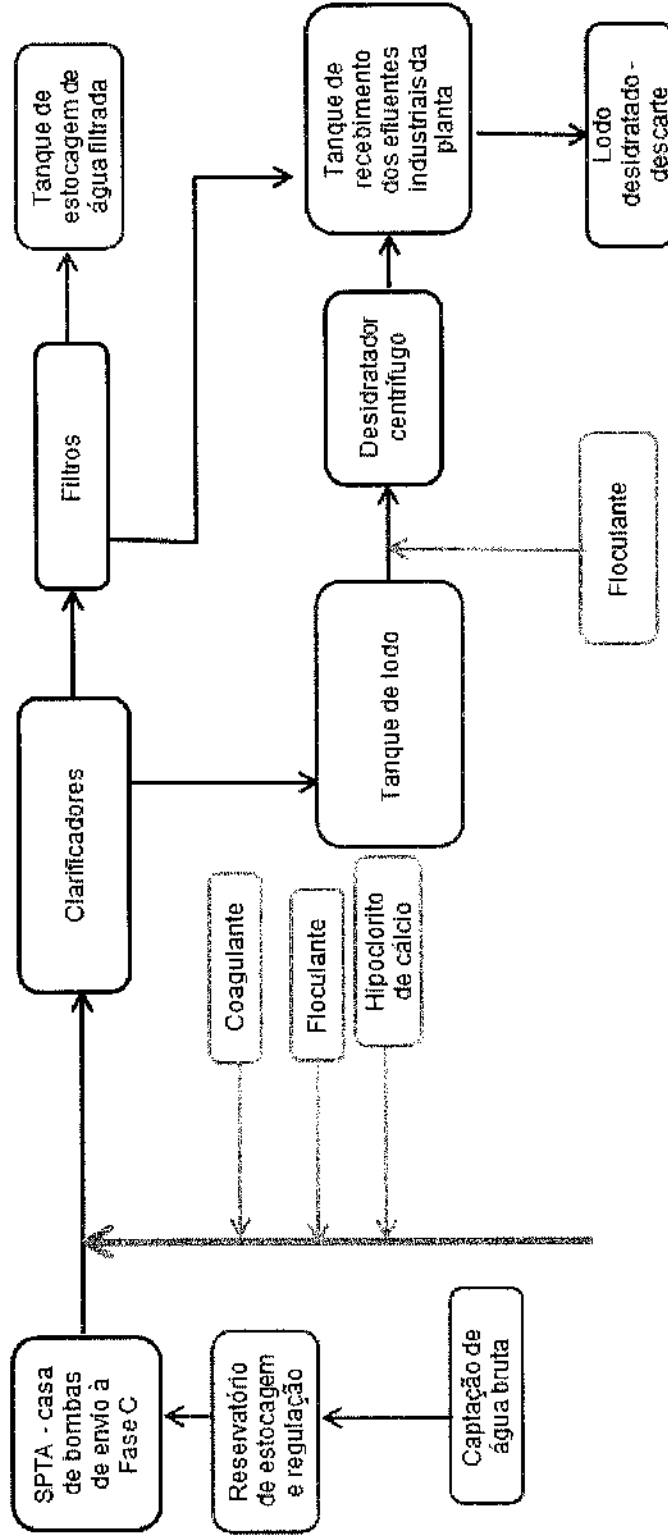 SPTA - casa
de bombas
de envio à
Fase C
Reservatório
de estocagem
e regulação
Captação de
água bruta
Clarificadores
Coagulante
Floculante
Hipoclorito
de cálcio
Filtros
Tanque de
estocagem de
água filtrada
Tanque de lodo
Floculante
Desidratador
centrífugo
Tanque de
recebimento
dos efluentes
industriais da
planta
Lodo
desidratado -
descarte